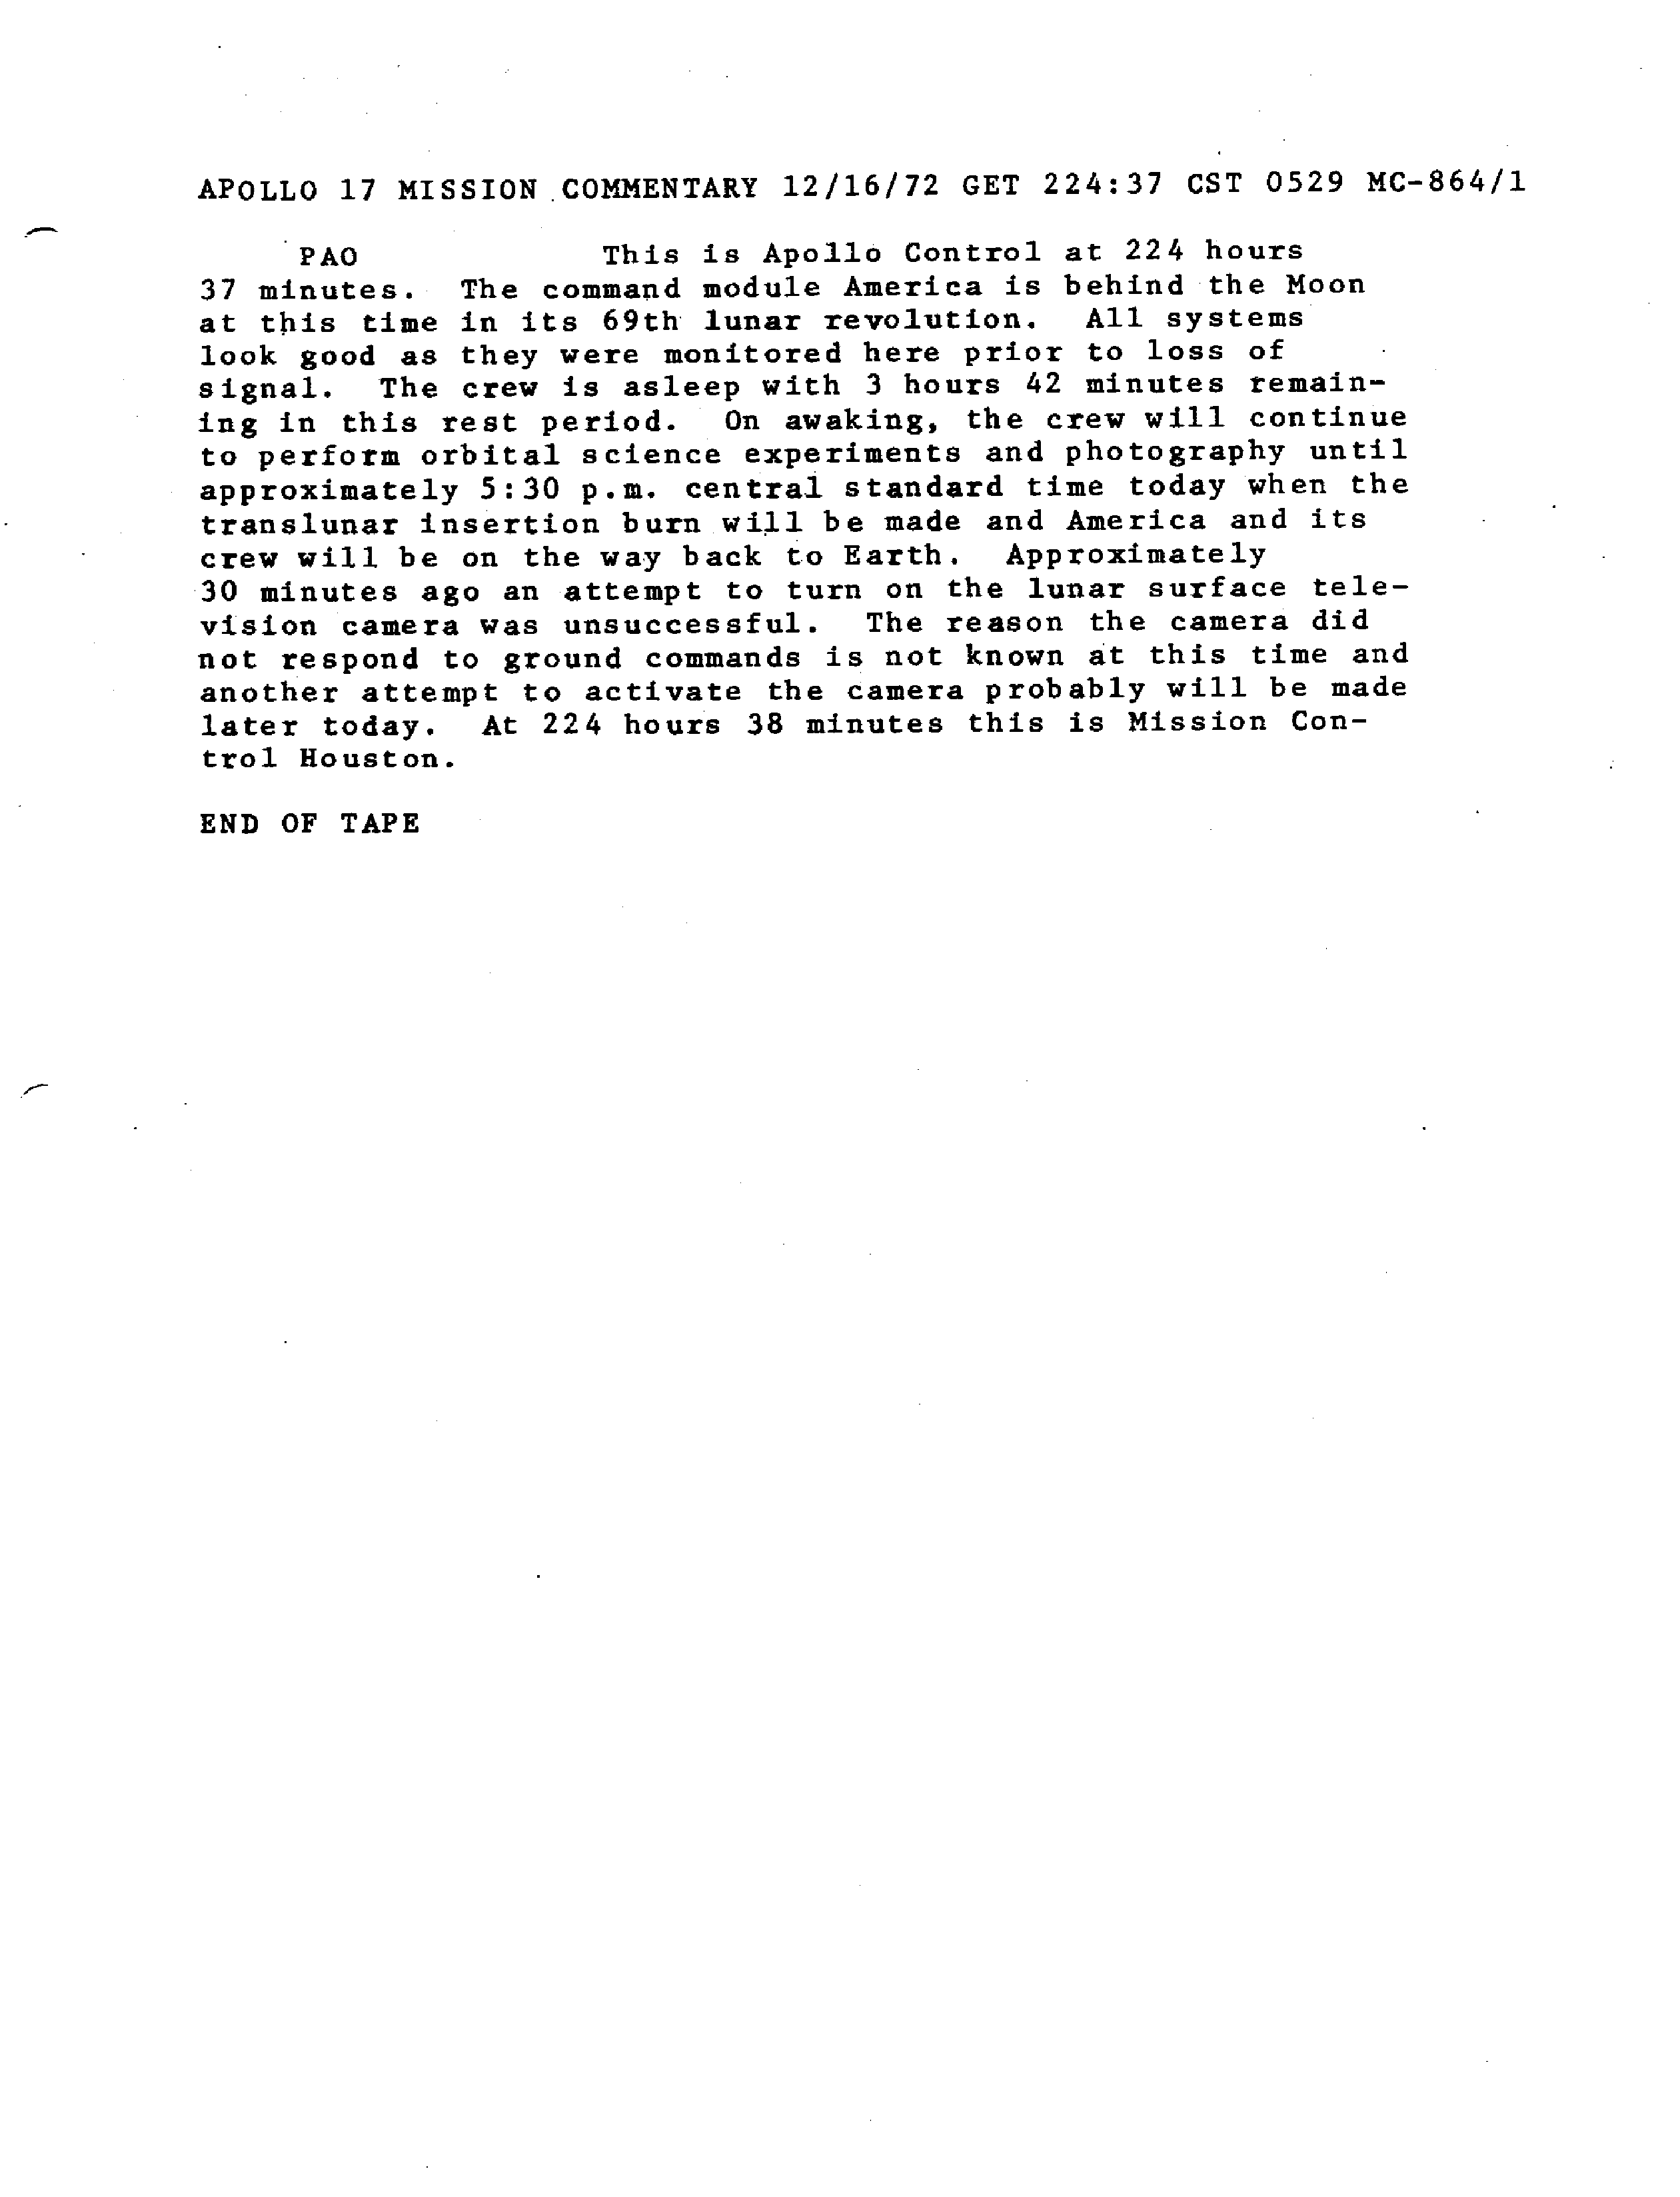 APOLLO 17 MISSION COMMENTARY 12/16/72 GET 224:37 CST 0529 MC-864/1
PAO This is Apollo Control at 224 hours
37 minutes. The command module America is behind the Moon
at this time in its 69th lunar revolution. All systems
look good as they were monitored here prior to loss of
signal. The crew is asleep with 3 hours 42 minutes remain-
ing in this rest period. On awaking, the crew will continue
to perform orbital science experiments and photography until
approximately 5:30 p.m. central standard time today when the
translunar insertion burn will be made and America and its
crew will be on the way back to Earth. Approximately
30 minutes ago an attempt to turn on the lunar surface tele-
vision camera was unsuccessful. The reason the camera did
not respond to ground commands is not known at this time and
another attempt to activate the camera probably will be made
later today. At 224 hours 38 minutes this is Mission Con-
trol Houston.
END OF TAPE